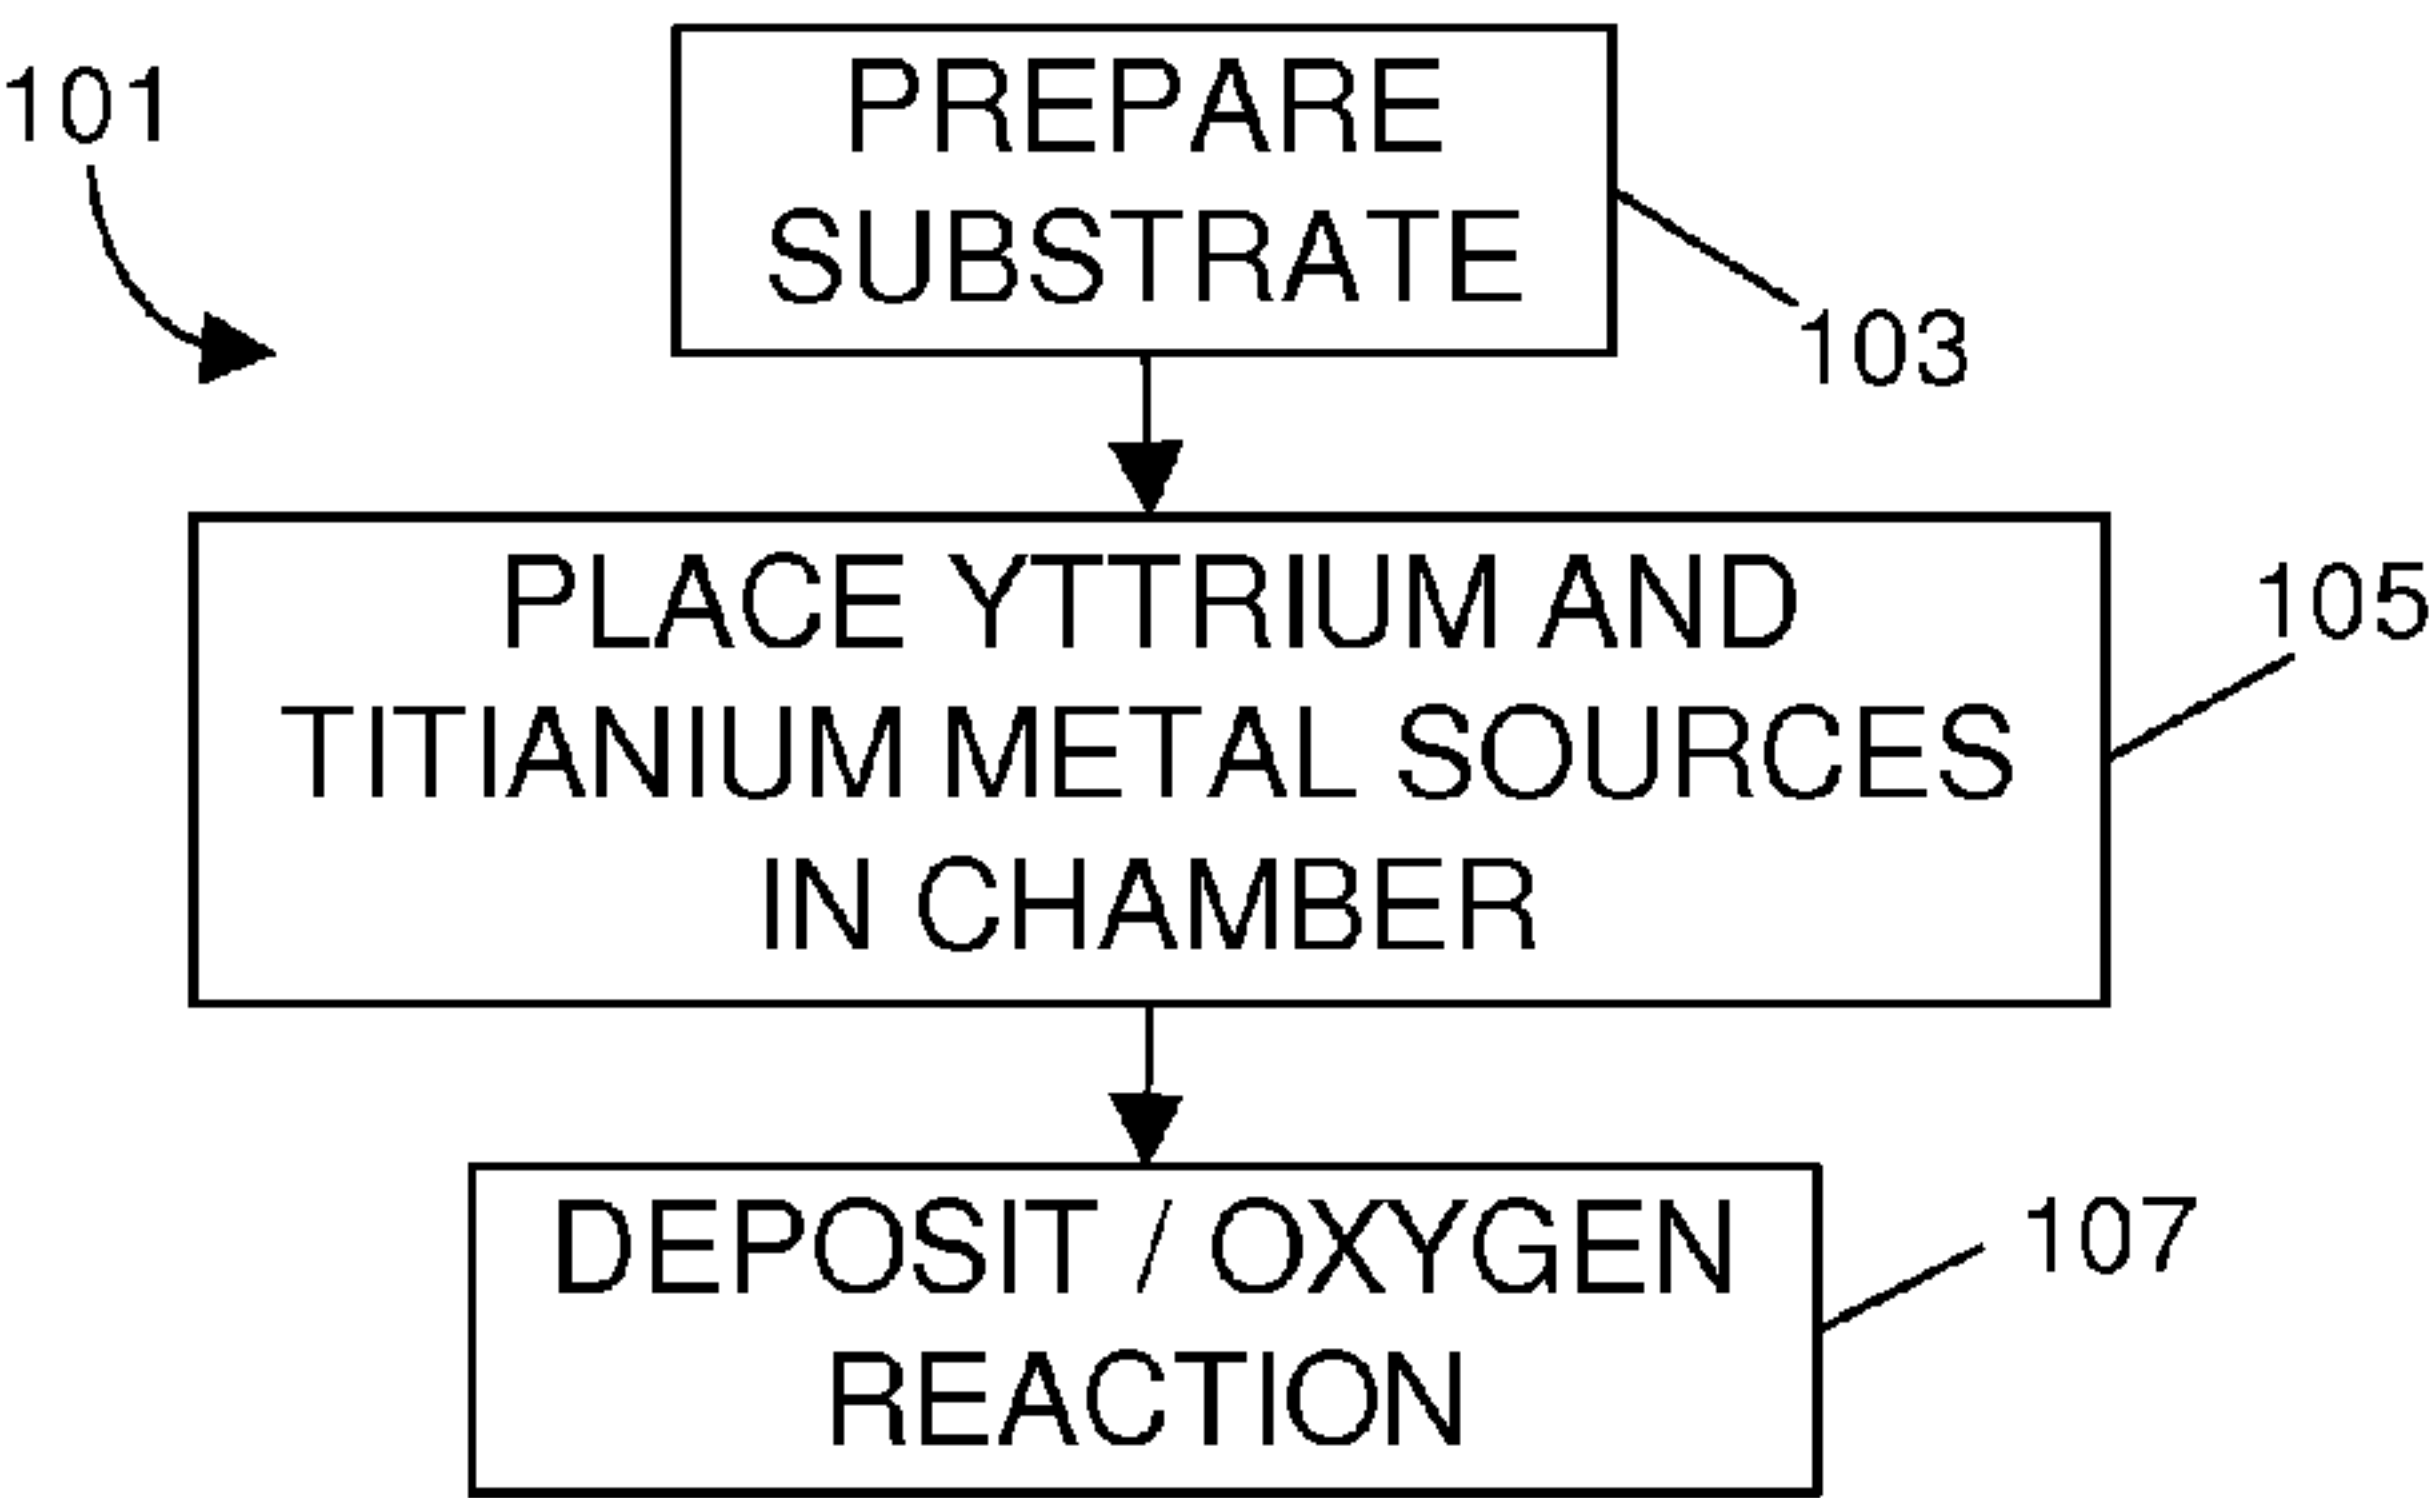 101
PREPARE
SUBSTRATE
103
PLACE YTTRIUM AND
TITIANIUM METAL SOURCES
IN CHAMBER
105
DEPOSIT / OXYGEN
REACTION
107